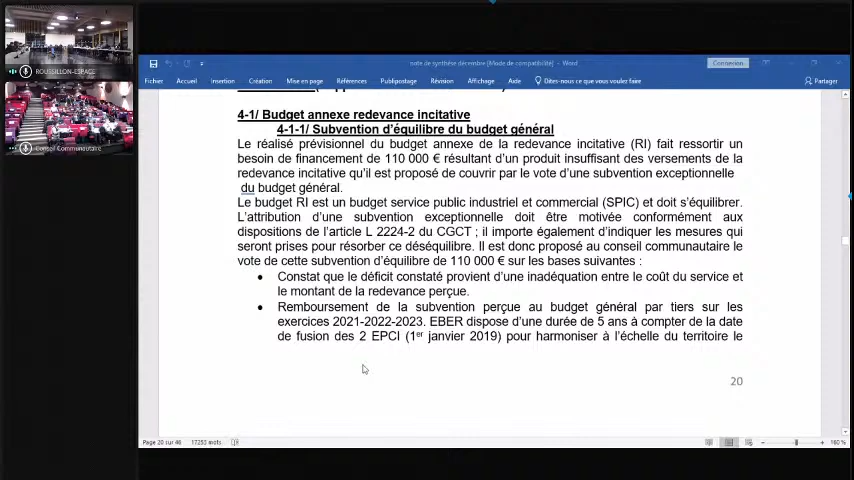 note de synthèse décembre [Mode de compatibilité] - Word
Connexion
Fichier Accueil Insertion Création Mise en page Références Publipostage Révision Affichage Aide Dites-nous ce que vous voulez faire Partager
ROUSSILLON-ESPACE
Conseil Communautaire
4-1/ Budget annexe redevance incitative
4-1-1/ Subvention d'équilibre du budget général
Le réalisé prévisionnel du budget annexe de la redevance incitative (RI) fait ressortir un
besoin de financement de 110 000 € résultant d'un produit insuffisant des versements de la
redevance incitative qu'il est proposé de couvrir par le vote d'une subvention exceptionnelle
du budget général.
Le budget RI est un budget service public industriel et commercial (SPIC) et doit s'équilibrer.
L'attribution d'une subvention exceptionnelle doit être motivée conformément aux
dispositions de l'article L 2224-2 du CGCT ; il importe également d'indiquer les mesures qui
seront prises pour résorber ce déséquilibre. Il est donc proposé au conseil communautaire le
vote de cette subvention d'équilibre de 110 000 € sur les bases suivantes :
• Constat que le déficit constaté provient d'une inadéquation entre le coût du service et
le montant de la redevance perçue.
• Remboursement de la subvention perçue au budget général par tiers sur les
exercices 2021-2022-2023. EBER dispose d'une durée de 5 ans à compter de la date
de fusion des 2 EPCI (1er janvier 2019) pour harmoniser à l'échelle du territoire le
20
Page 20 sur 46 17253 mots
160 %